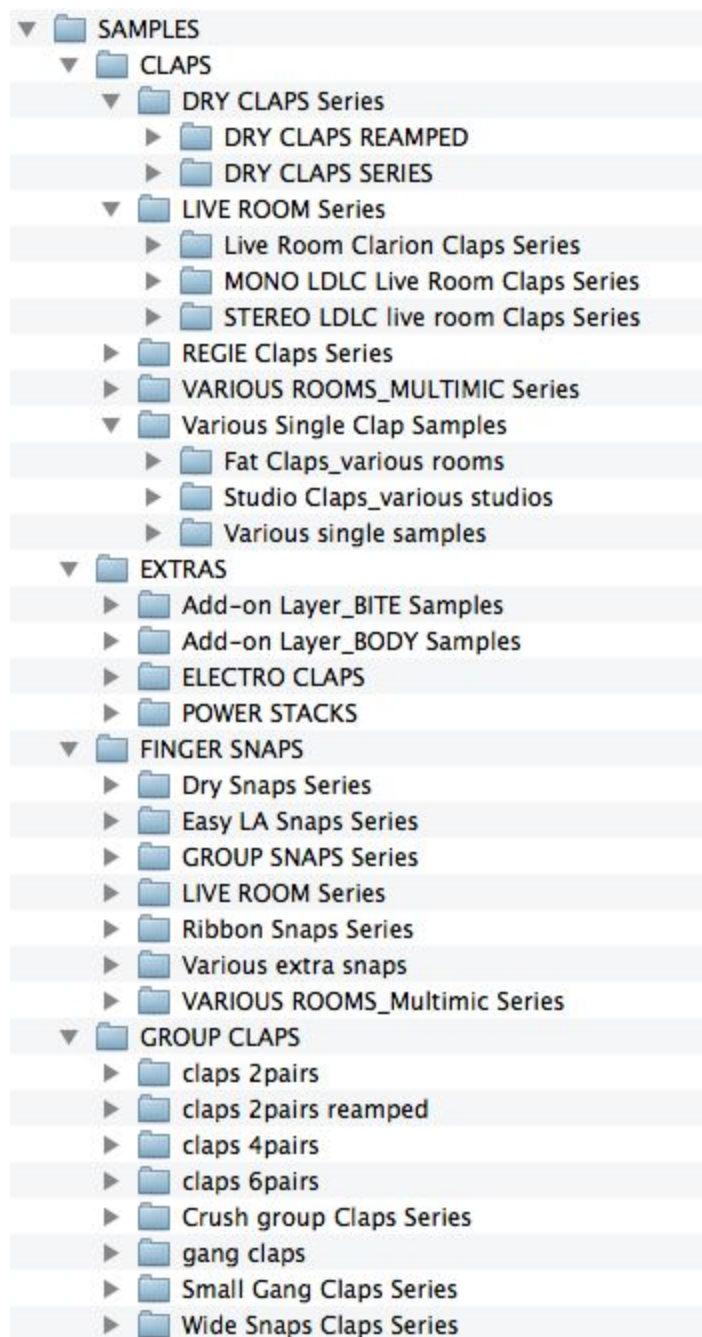 SAMPLES
CLAPS
DRY CLAPS Series
DRY CLAPS REAMPED
DRY CLAPS SERIES
LIVE ROOM Series
Live Room Clarion Claps Series
MONO LDLC Live Room Claps Series
STEREO LDLC live room Claps Series
REGIE Claps Series
VARIOUS ROOMS_MULTIMIC Series
Various Single Clap Samples
Fat Claps_various rooms
Studio Claps_various studios
Various single samples
EXTRAS
Add-on Layer_BITE Samples
Add-on Layer_BODY Samples
ELECTRO CLAPS
POWER STACKS
FINGER SNAPS
Dry Snaps Series
Easy LA Snaps Series
GROUP SNAPS Series
LIVE ROOM Series
Ribbon Snaps Series
Various extra snaps
VARIOUS ROOMS_Multimic Series
GROUP CLAPS
claps 2pairs
claps 2pairs reamped
claps 4pairs
claps 6pairs
Crush group Claps Series
gang claps
Small Gang Claps Series
Wide Snaps Claps Series